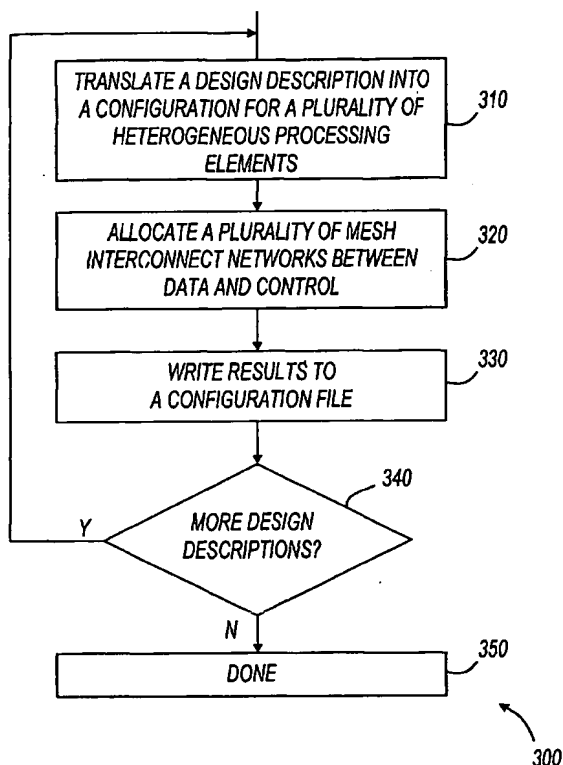 TRANSLATE A DESIGN DESCRIPTION INTO
A CONFIGURATION FOR A PLURALITY OF
HETEROGENEOUS PROCESSING
ELEMENTS
310
ALLOCATE A PLURALITY OF MESH
INTERCONNECT NETWORKS BETWEEN
DATA AND CONTROL
320
WRITE RESULTS TO
A CONFIGURATION FILE
330
340
Y
MORE DESIGN
DESCRIPTIONS?
N
DONE
350
300